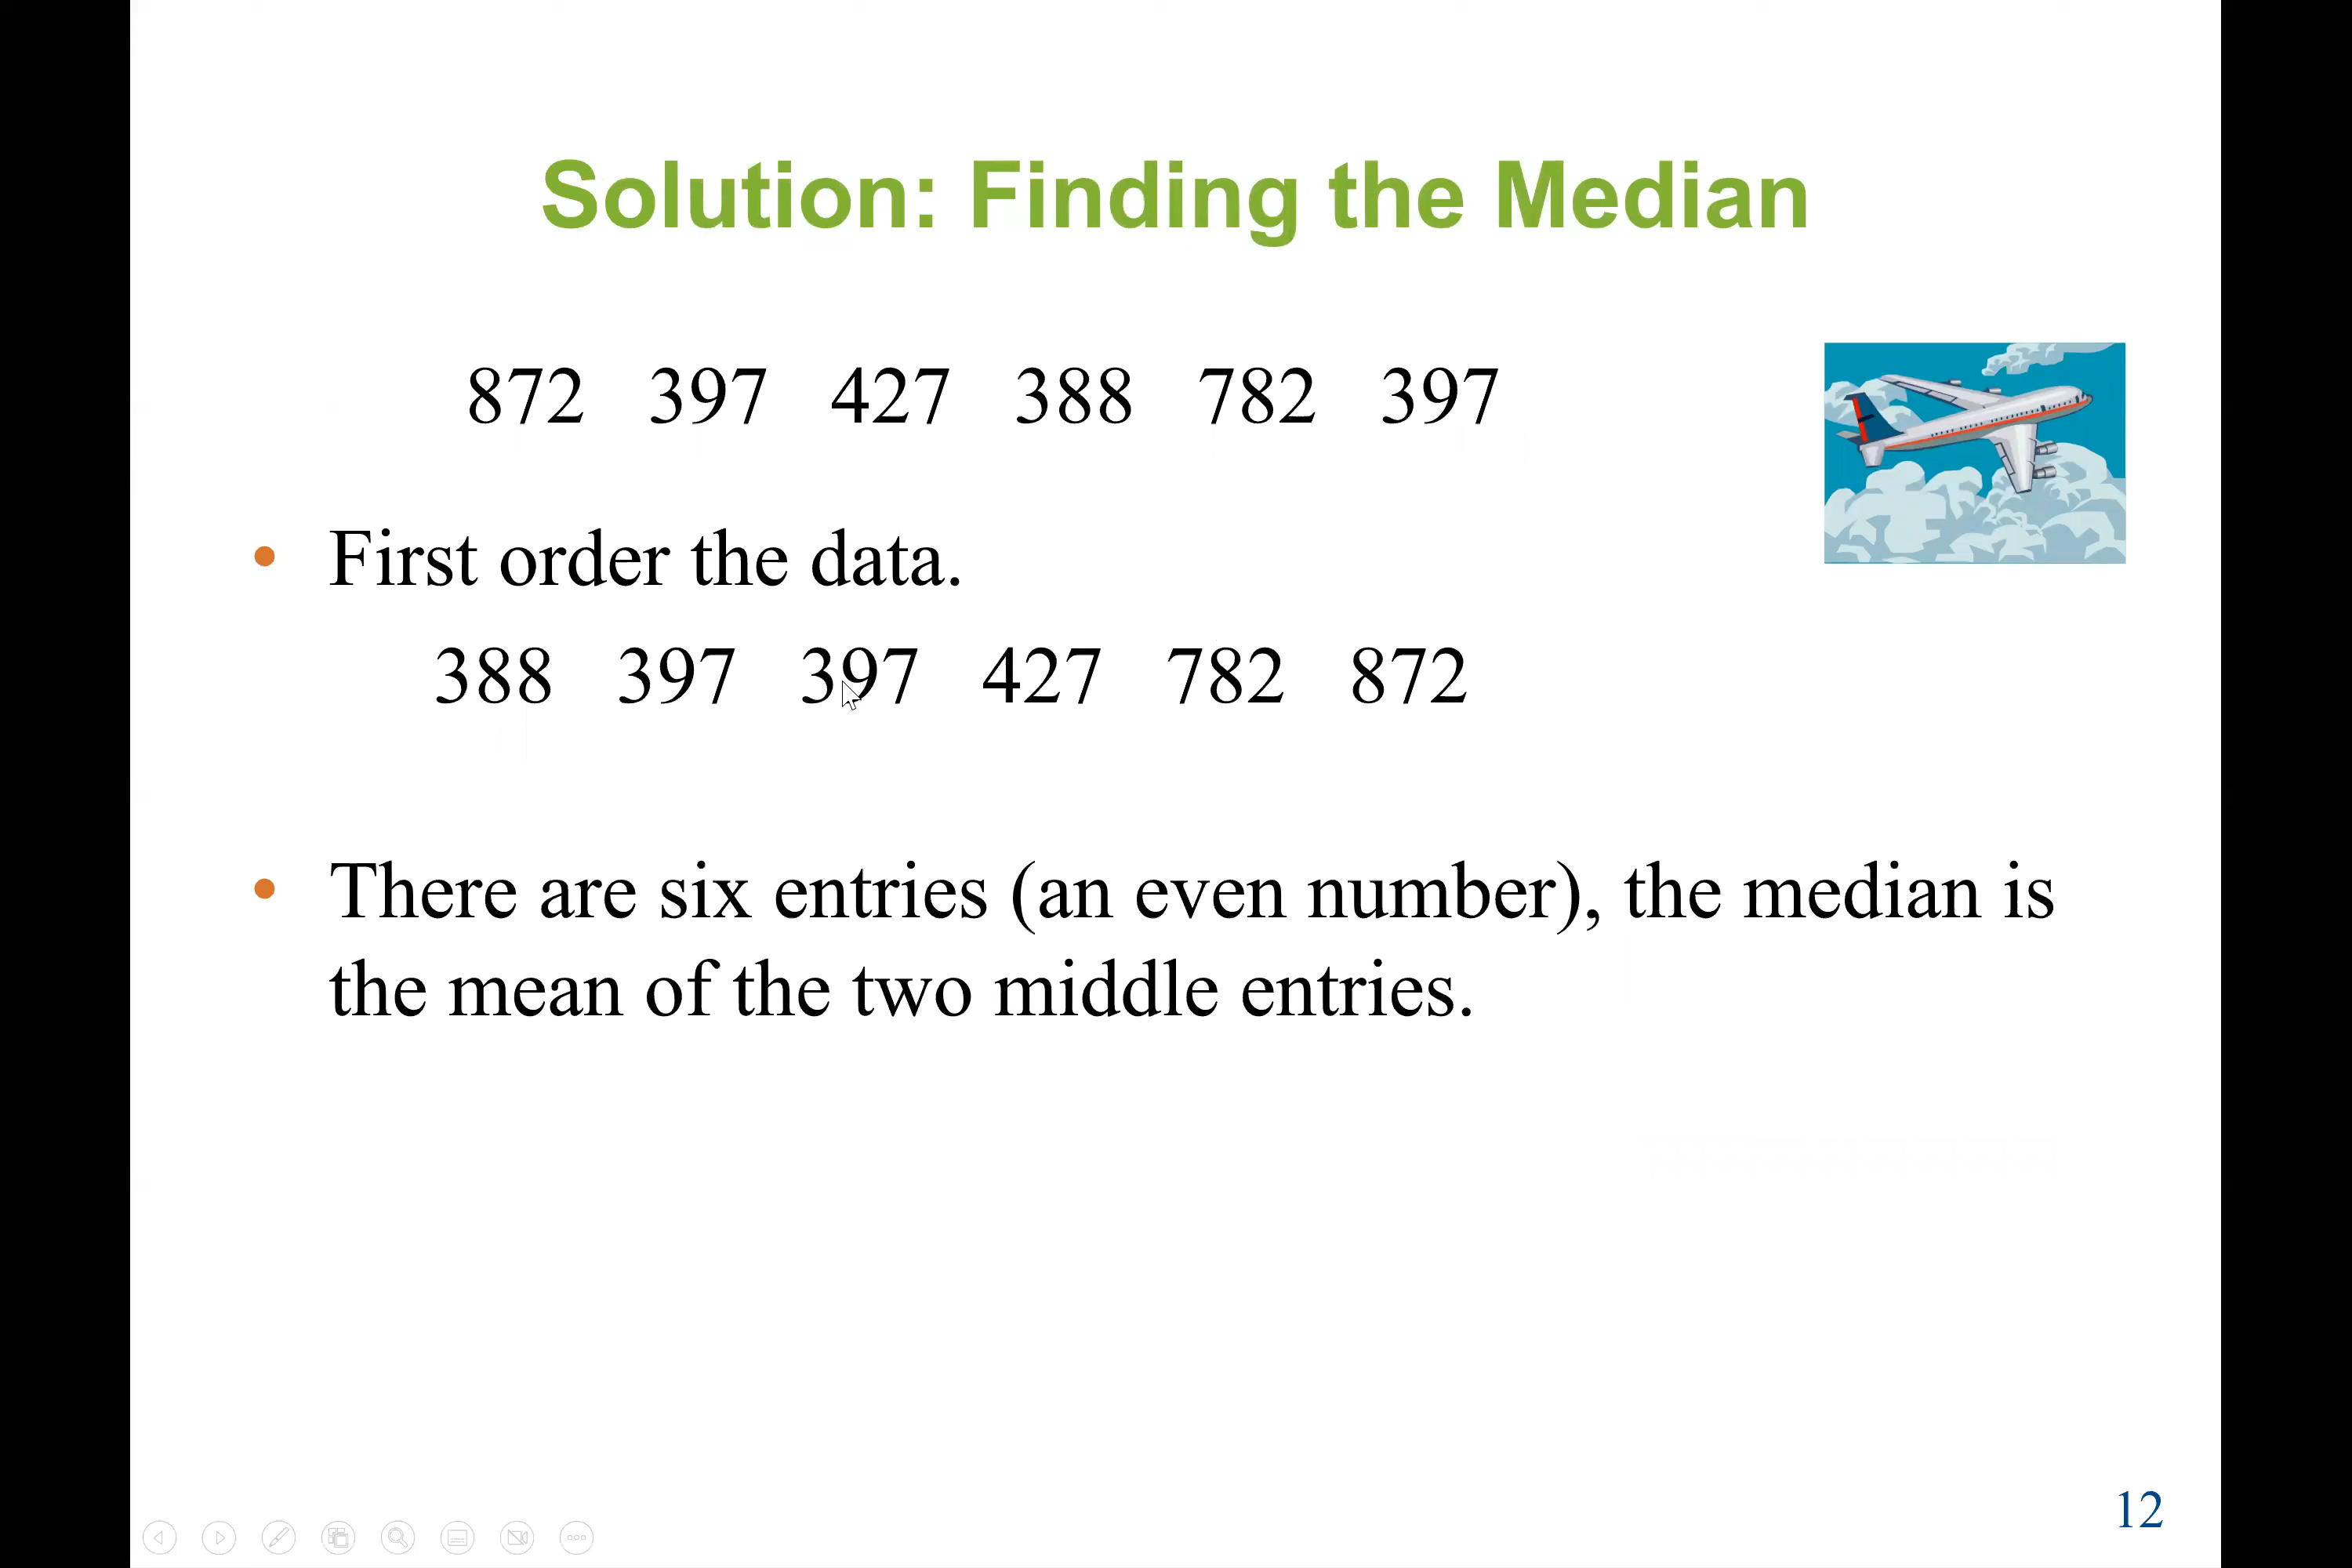 Solution: Finding the Median
872 397 427 388 782 397
• First order the data.
388 397 397 427 782 872
• There are six entries (an even number), the median is
the mean of the two middle entries.
12